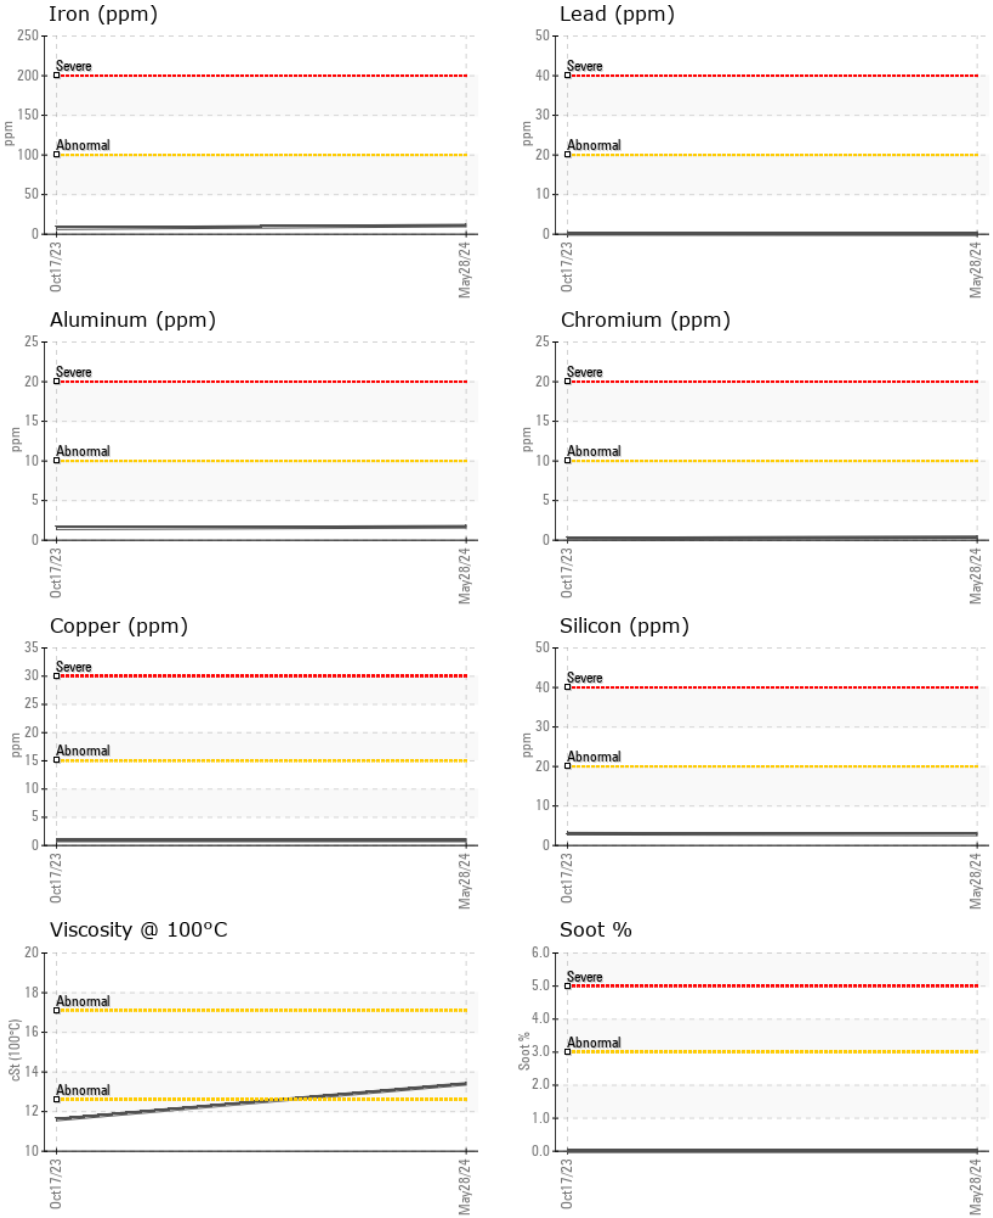 Iron (ppm)
250
200
150
100
50
0
ppm
Severe
Abnormal
Oct17/23
May28/24
Lead (ppm)
50
40
30
20
10
0
ppm
Severe
Abnormal
Oct17/23
May28/24
Aluminum (ppm)
25
20
15
10
5
0
ppm
Severe
Abnormal
Oct17/23
May28/24
Chromium (ppm)
25
20
15
10
5
0
ppm
Severe
Abnormal
Oct17/23
May28/24
Copper (ppm)
35
30
25
20
15
10
5
0
ppm
Severe
Abnormal
Oct17/23
May28/24
Silicon (ppm)
50
40
30
20
10
0
ppm
Severe
Abnormal
Oct17/23
May28/24
Viscosity @ 100°C
20
18
16
14
12
10
cSt (100°C)
Abnormal
Abnormal
Oct17/23
May28/24
Soot %
6.0
5.0
4.0
3.0
2.0
1.0
0.0
Soot %
Severe
Abnormal
Oct17/23
May28/24